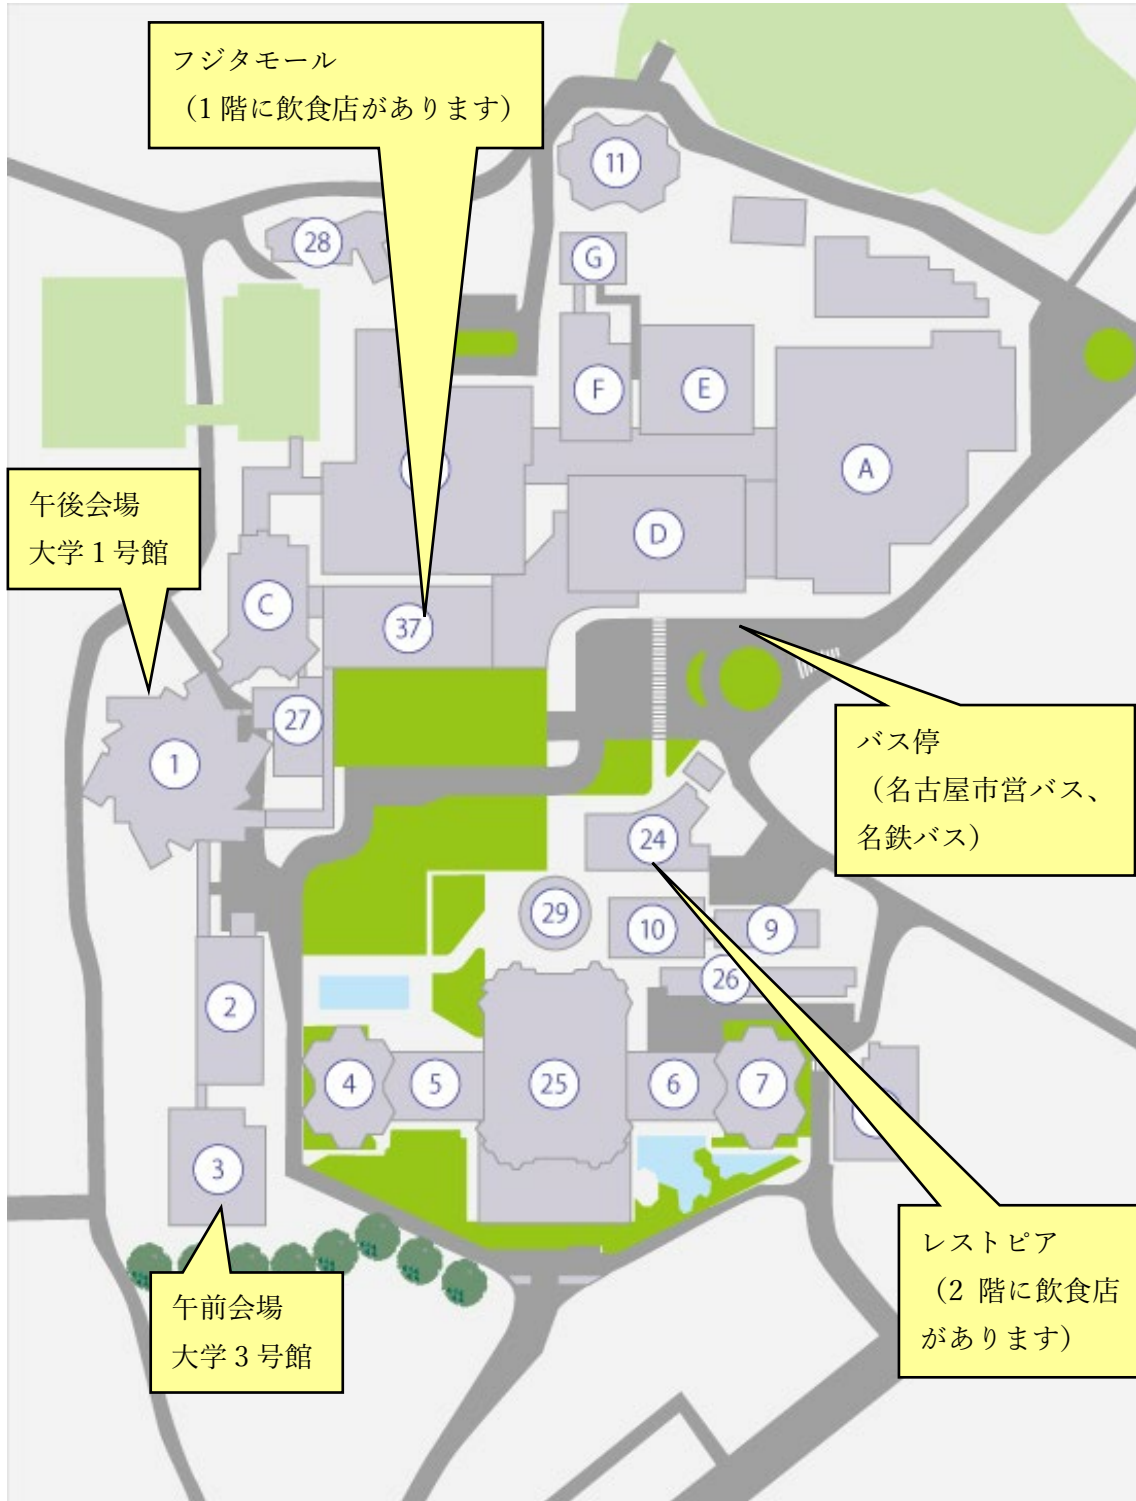 フジタモール
（1 階に飲食店があります）
11
28
G
F
E
A
午後会場
大学 1 号館
D
C
37
27
1
バス停
（名古屋市営バス、
名鉄バス）
24
29
10
9
26
2
4
5
25
6
7
3
レストピア
（2 階に飲食店
があります）
午前会場
大学 3 号館